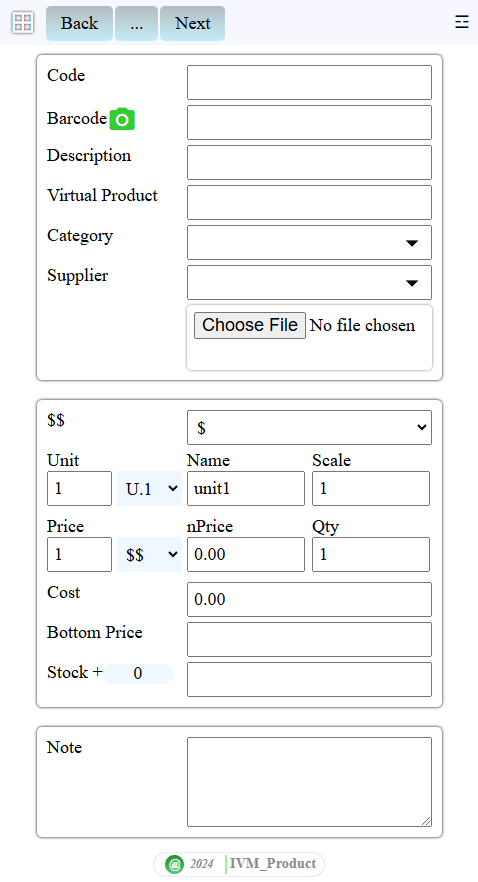 Back ... Next
Code
Barcode
Description
Virtual Product
Category
Supplier
Choose File No file chosen
$$ $
Unit Name Scale
1 U.1 unit1 1
Price nPrice Qty
1 $$ 0.00 1
Cost 0.00
Bottom Price
Stock + 0
Note
@ 2024 IVM_Product